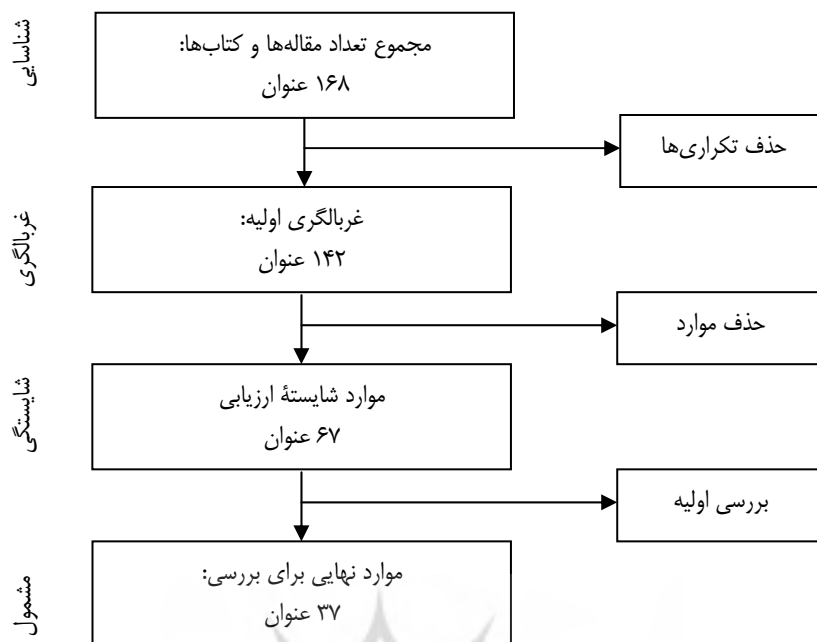 شناسایی
مجموع تعداد مقاله‌ها و کتاب‌ها:
۱۶۸ عنوان
حذف تکراری‌ها
غربالگری
غربالگری اولیه:
۱۴۲ عنوان
حذف موارد
شایستگی
موارد شایستهٔ ارزیابی
۶۷ عنوان
بررسی اولیه
مشمول
موارد نهایی برای بررسی:
۳۷ عنوان